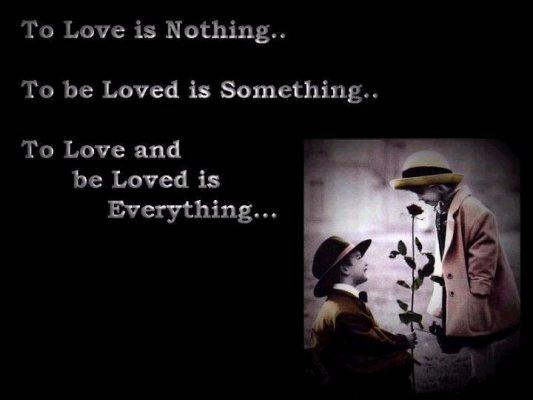 To Love is Nothing..
To be Loved is Something..
To Love and
be Loved is
Everything...